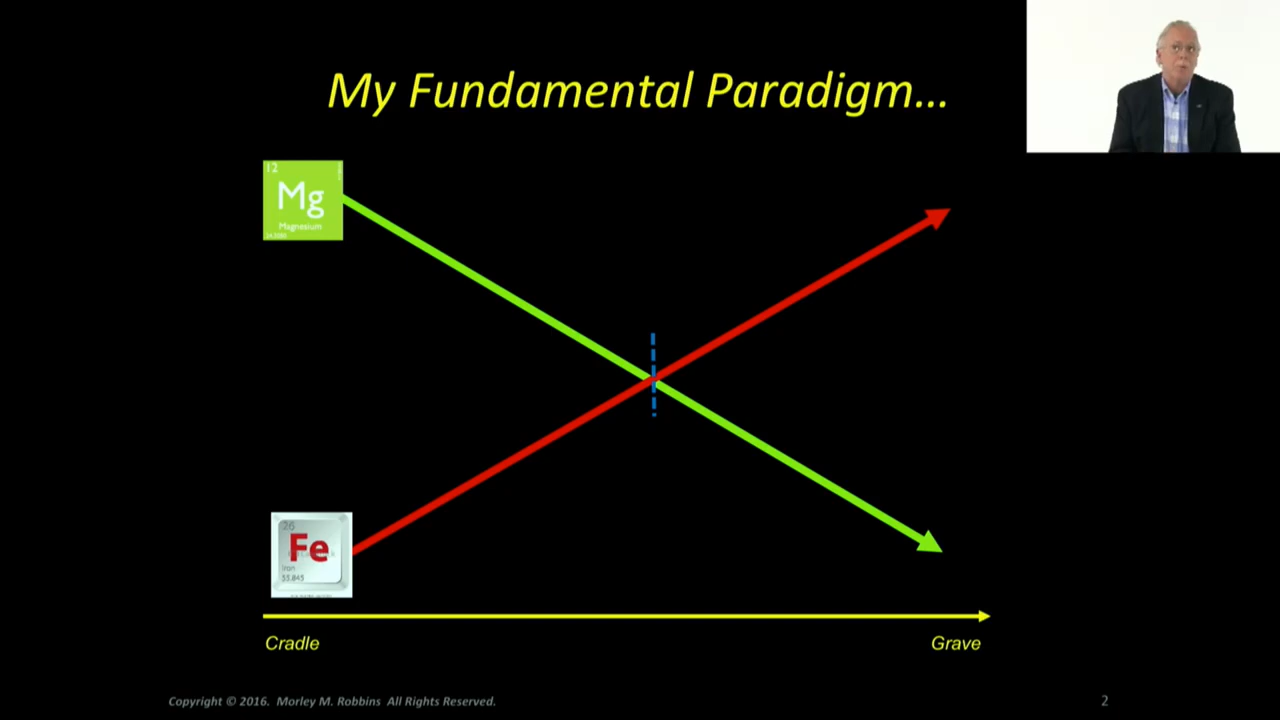 My Fundamental Paradigm...
12
Mg
Magnesium
26
Fe
Iron
55.845
Cradle
Grave
Copyright © 2016. Morley M. Robbins All Rights Reserved.
2